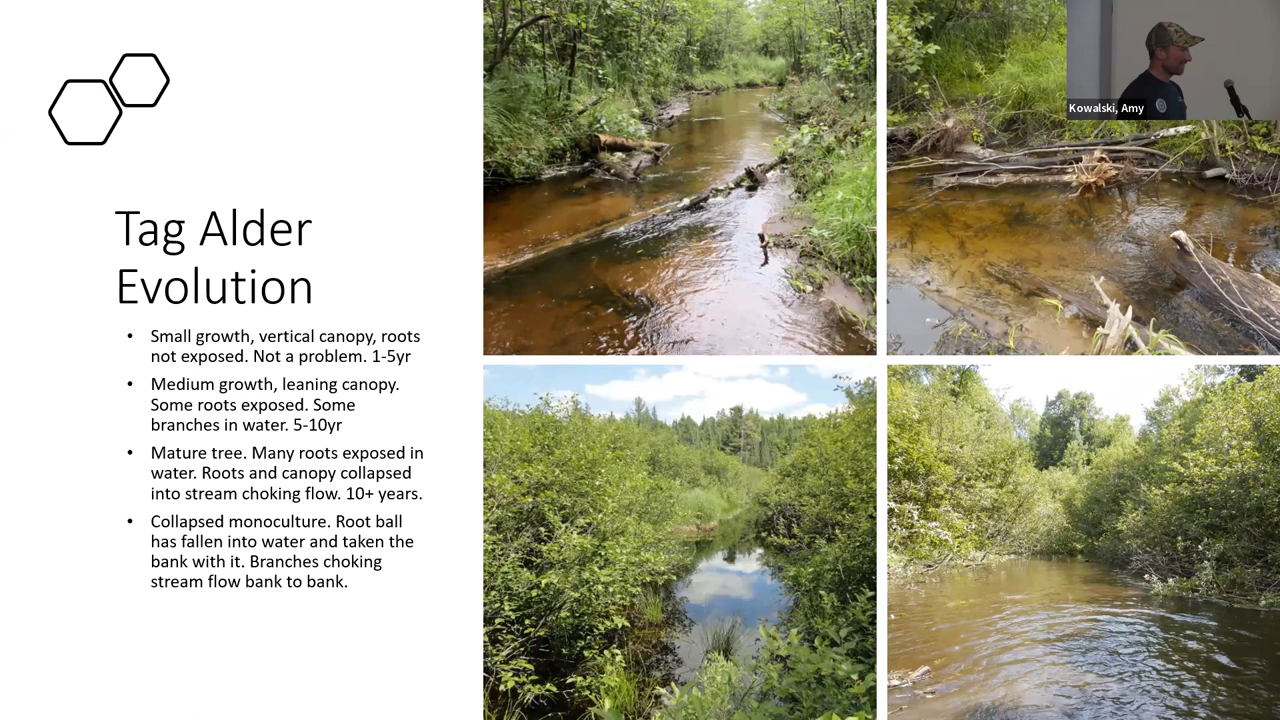 Kowalski, Amy
Tag Alder
Evolution
• Small growth, vertical canopy, roots
not exposed. Not a problem. 1-5yr
• Medium growth, leaning canopy.
Some roots exposed. Some
branches in water. 5-10yr
• Mature tree. Many roots exposed in
water. Roots and canopy collapsed
into stream choking flow. 10+ years.
• Collapsed monoculture. Root ball
has fallen into water and taken the
bank with it. Branches choking
stream flow bank to bank.